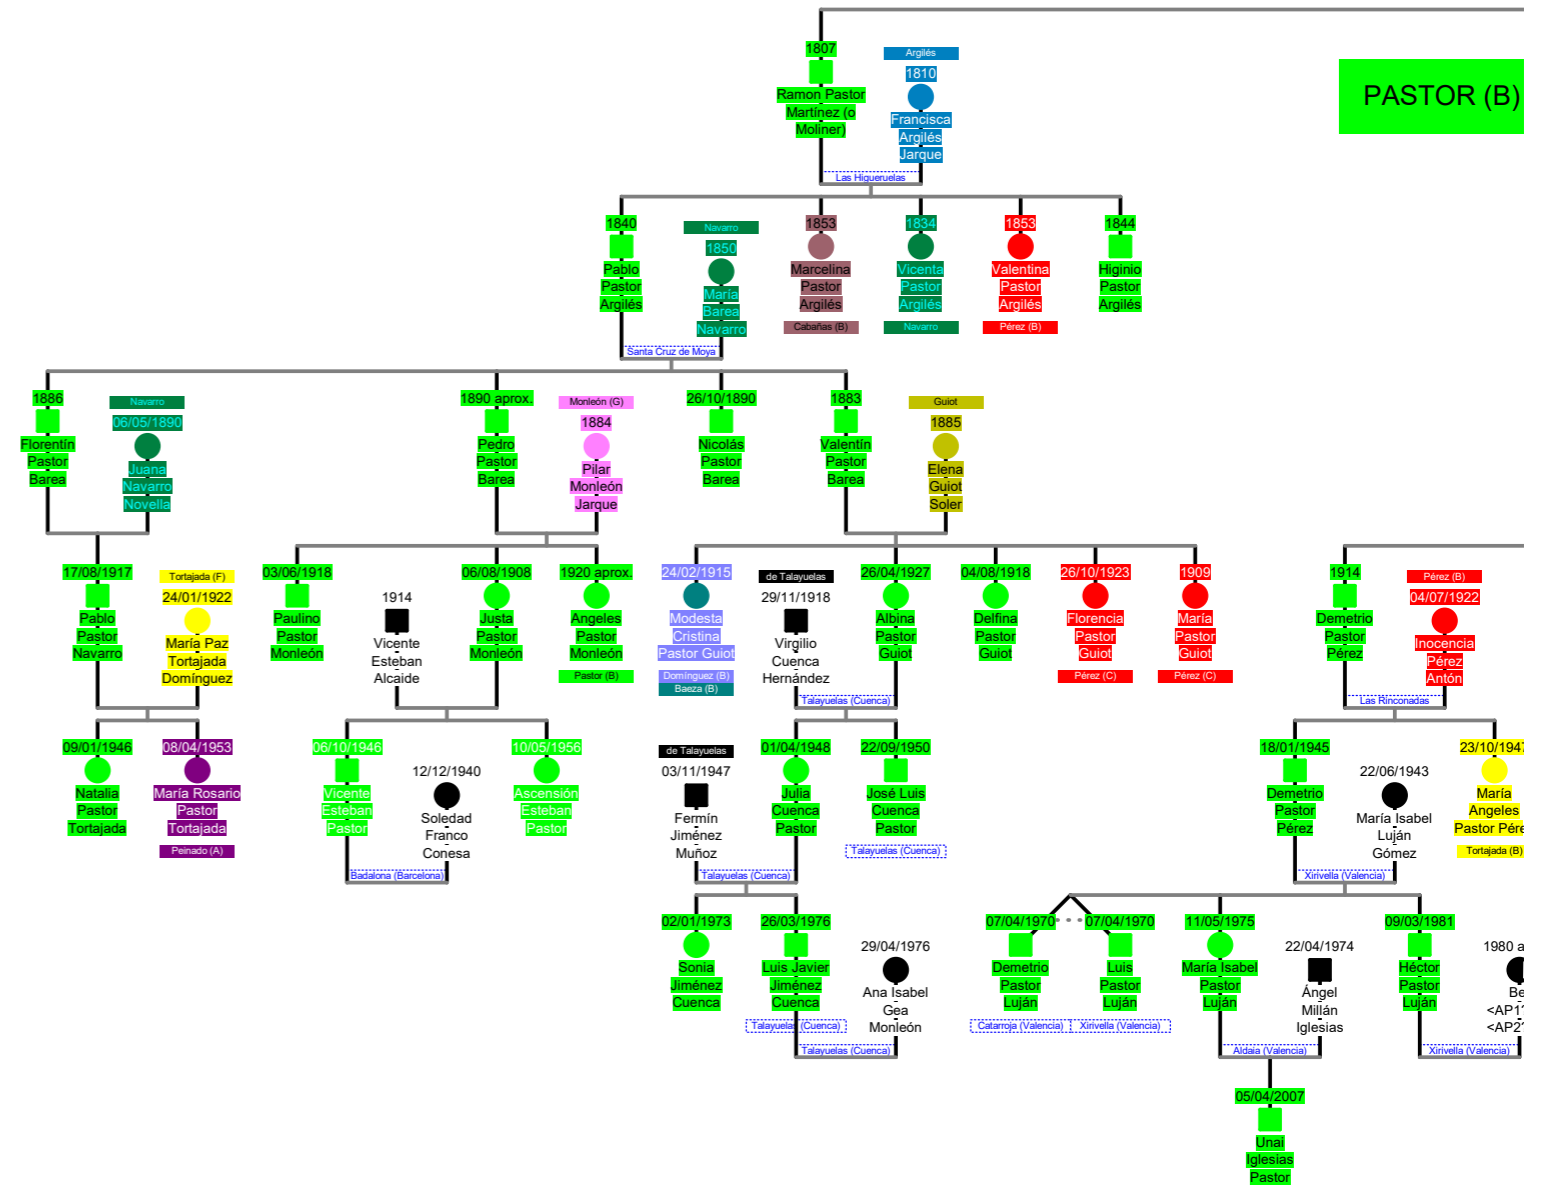 PASTOR (B)
1807
Ramon Pastor
Martínez (o
Moliner)
Argilés
1810
Francisca
Argilés
Jarque
Las Higueruelas
1840
Pablo
Pastor
Argilés
Navarro
1850
María
Barea
Navarro
1853
Marcelina
Pastor
Argilés
Cabañas (B)
1834
Vicenta
Pastor
Argilés
Navarro
1853
Valentina
Pastor
Argilés
Pérez (B)
1844
Higinio
Pastor
Argilés
Santa Cruz de Moya
1886
Florentín
Pastor
Barea
Navarro
06/05/1890
Juana
Navarro
Novella
1890 aprox.
Pedro
Pastor
Barea
Monleón (G)
1884
Pilar
Monleón
Jarque
26/10/1890
Nicolás
Pastor
Barea
1883
Valentín
Pastor
Barea
Guiot
1885
Elena
Guiot
Soler
17/08/1917
Pablo
Pastor
Navarro
Tortajada (F)
24/01/1922
María Paz
Tortajada
Domínguez
03/06/1918
Paulino
Pastor
Monleón
1914
Vicente
Esteban
Alcaide
06/08/1908
Justa
Pastor
Monleón
1920 aprox.
Angeles
Pastor
Monleón
Pastor (B)
24/02/1915
Modesta
Cristina
Pastor Guiot
Domínguez (B)
Baeza (B)
de Talayuelas
29/11/1918
Virgilio
Cuenca
Hernández
26/04/1927
Albina
Pastor
Guiot
Talayuelas (Cuenca)
04/08/1918
Delfina
Pastor
Guiot
26/10/1923
Florencia
Pastor
Guiot
Pérez (C)
1909
María
Pastor
Guiot
Pérez (C)
1914
Demetrio
Pastor
Pérez
Pérez (B)
04/07/1922
Inocencia
Pérez
Antón
Las Rinconadas
09/01/1946
Natalia
Pastor
Tortajada
08/04/1953
María Rosario
Pastor
Tortajada
Peinado (A)
06/10/1946
Vicente
Esteban
Pastor
12/12/1940
Soledad
Franco
Conesa
Badalona (Barcelona)
10/05/1956
Ascensión
Esteban
Pastor
de Talayuelas
03/11/1947
Fermín
Jiménez
Muñoz
01/04/1948
Julia
Cuenca
Pastor
Talayuelas (Cuenca)
22/09/1950
José Luis
Cuenca
Pastor
Talayuelas (Cuenca)
18/01/1945
Demetrio
Pastor
Pérez
22/06/1943
María Isabel
Luján
Gómez
Xirivella (Valencia)
23/10/1947
María
Angeles
Pastor Pére
Tortajada (B)
02/01/1973
Sonia
Jiménez
Cuenca
26/03/1976
Luis Javier
Jiménez
Cuenca
Talayuelas (Cuenca)
29/04/1976
Ana Isabel
Gea
Monleón
Talayuelas (Cuenca)
07/04/1970
Demetrio
Pastor
Luján
Catarroja (Valencia)
07/04/1970
Luis
Pastor
Luján
Xirivella (Valencia)
11/05/1975
María Isabel
Pastor
Luján
22/04/1974
Ángel
Millán
Iglesias
Aldaia (Valencia)
09/03/1981
Héctor
Pastor
Luján
1980 a
Be
<AP1
<AP2
Xirivella (Valencia)
05/04/2007
Unai
Iglesias
Pastor